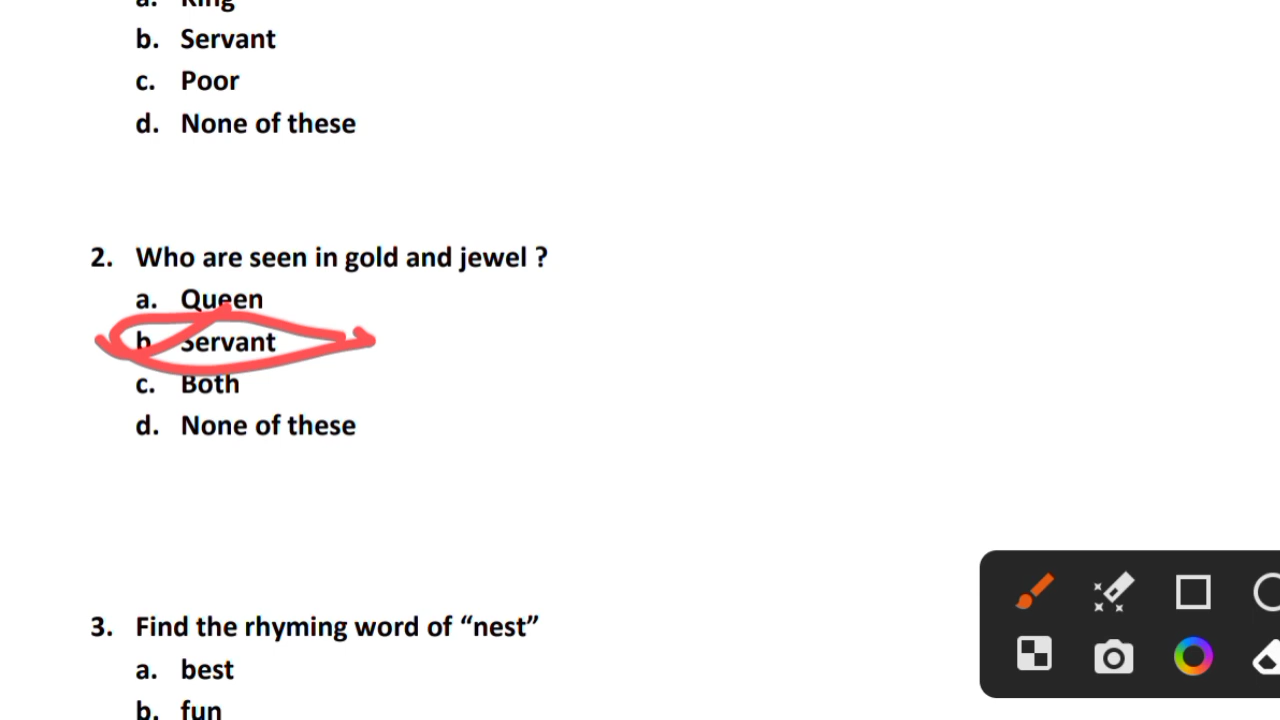 a. King
b. Servant
c. Poor
d. None of these
2. Who are seen in gold and jewel ?
a. Queen
b. Servant
c. Both
d. None of these
3. Find the rhyming word of “nest”
a. best
b. fun